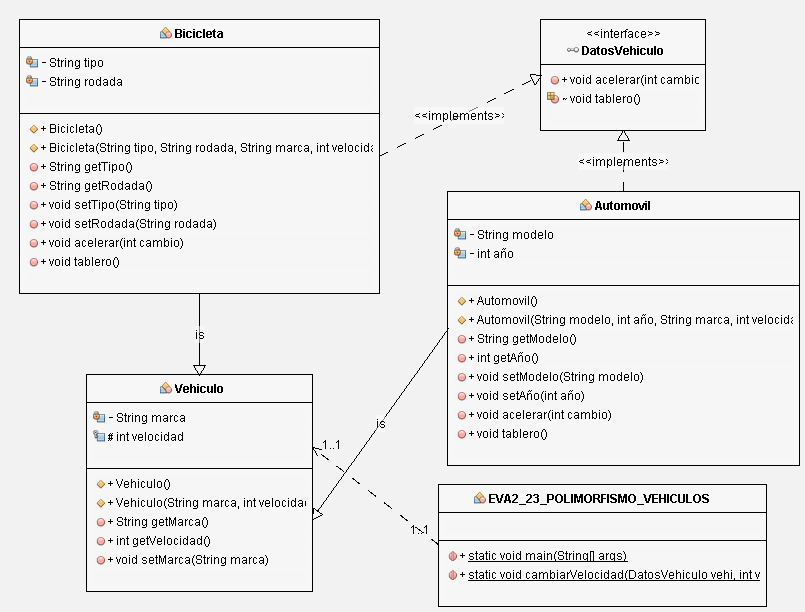 Bicicleta
- String tipo
- String rodada
+ Bicicleta()
+ Bicicleta(String tipo, String rodada, String marca, int velocida
+ String getTipo()
+ String getRodada()
+ void setTipo(String tipo)
+ void setRodada(String rodada)
+ void acelerar(int cambio)
+ void tablero()
<<interface>>
DatosVehiculo
+ void acelerar(int cambio
~ void tablero()
<<implements>>
<<implements>>
Automovil
- String modelo
- int año
+ Automovil()
+ Automovil(String modelo, int año, String marca, int velocida
+ String getModelo()
+ int getAño()
+ void setModelo(String modelo)
+ void setAño(int año)
+ void acelerar(int cambio)
+ void tablero()
is
is
Vehiculo
- String marca
# int velocidad
+ Vehiculo()
+ Vehiculo(String marca, int velocidad
+ String getMarca()
+ int getVelocidad()
+ void setMarca(String marca)
1..1
1..1
EVA2_23_POLIMORFISMO_VEHICULOS
+ static void main(String[] args)
+ static void cambiarVelocidad(DatosVehiculo vehi, int v